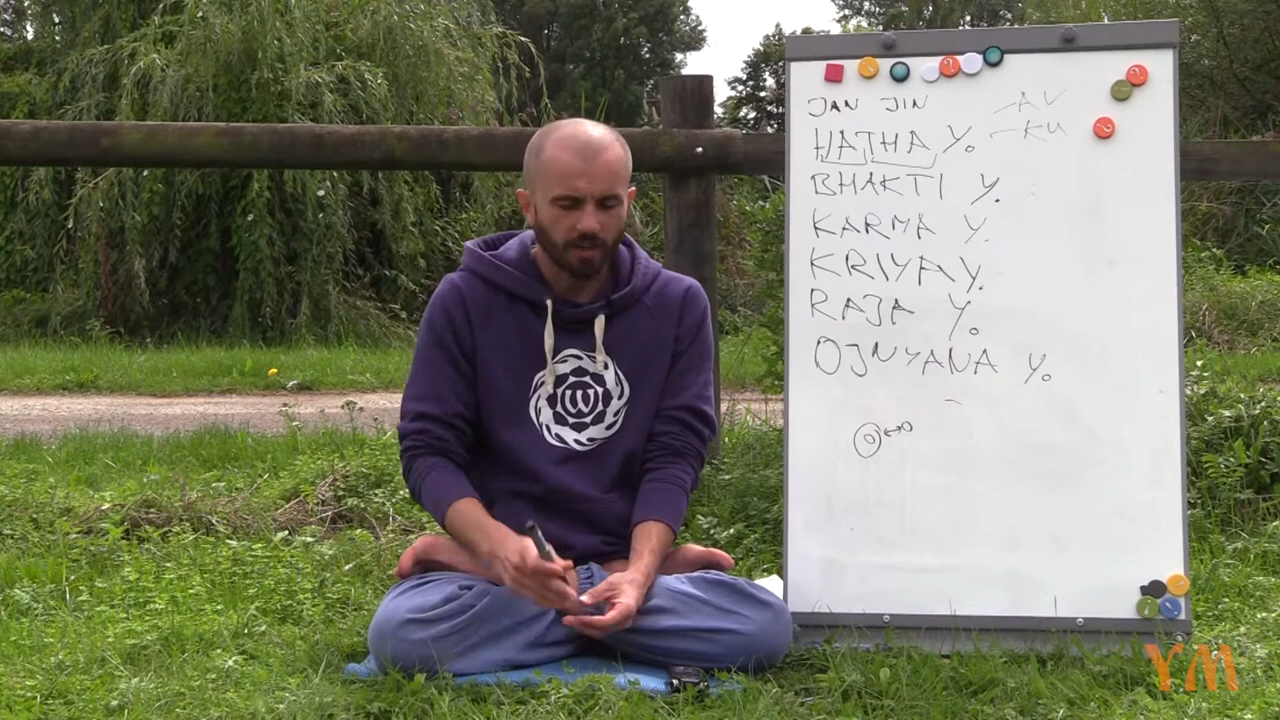 JAN JIN -AV
HATHA Y. -KU
BHAKTI Y.
KARMA Y.
KRIYA Y.
RAJA Y.
OJNYANA Y.
W
YM